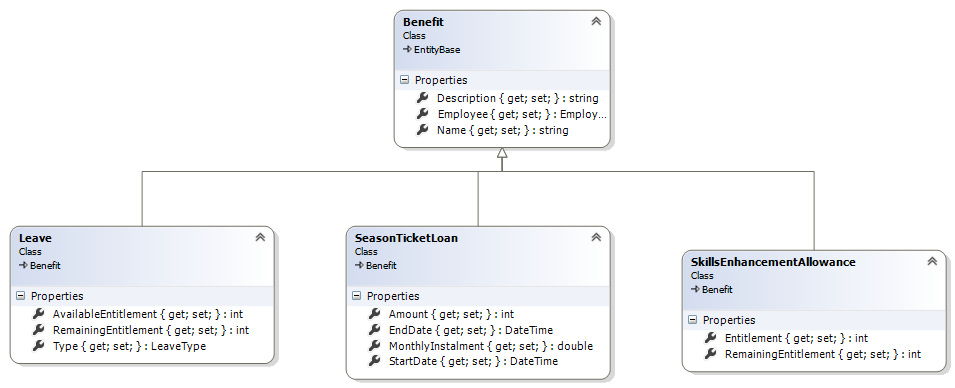 Benefit
Class
EntityBase
Properties
Description { get; set; } : string
Employee { get; set; } : Employ...
Name { get; set; } : string
Leave
Class
Benefit
Properties
AvailableEntitlement { get; set; } : int
RemainingEntitlement { get; set; } : int
Type { get; set; } : LeaveType
SeasonTicketLoan
Class
Benefit
Properties
Amount { get; set; } : int
EndDate { get; set; } : DateTime
MonthlyInstalment { get; set; } : double
StartDate { get; set; } : DateTime
SkillsEnhancementAllowance
Class
Benefit
Properties
Entitlement { get; set; } : int
RemainingEntitlement { get; set; } : int